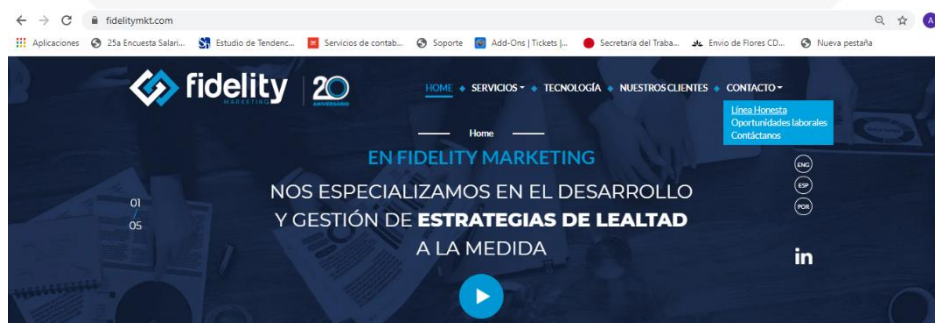 fidelitymkt.com
Aplicaciones 25a Encuesta Salari... Estudio de Tendenc... Servicios de contab... Soporte Add-Ons | Tickets |... Secretaría del Traba... Envio de Flores CD... Nueva pestaña
fidelity 20
MARKETING ANIVERSARIO
HOME SERVICIOS TECNOLOGÍA NUESTROS CLIENTES CONTACTO
Línea Honesta
Oportunidades laborales
Contáctanos
Home
EN FIDELITY MARKETING
NOS ESPECIALIZAMOS EN EL DESARROLLO
Y GESTIÓN DE ESTRATEGIAS DE LEALTAD
A LA MEDIDA
01
05
ENG
ESP
POR
in